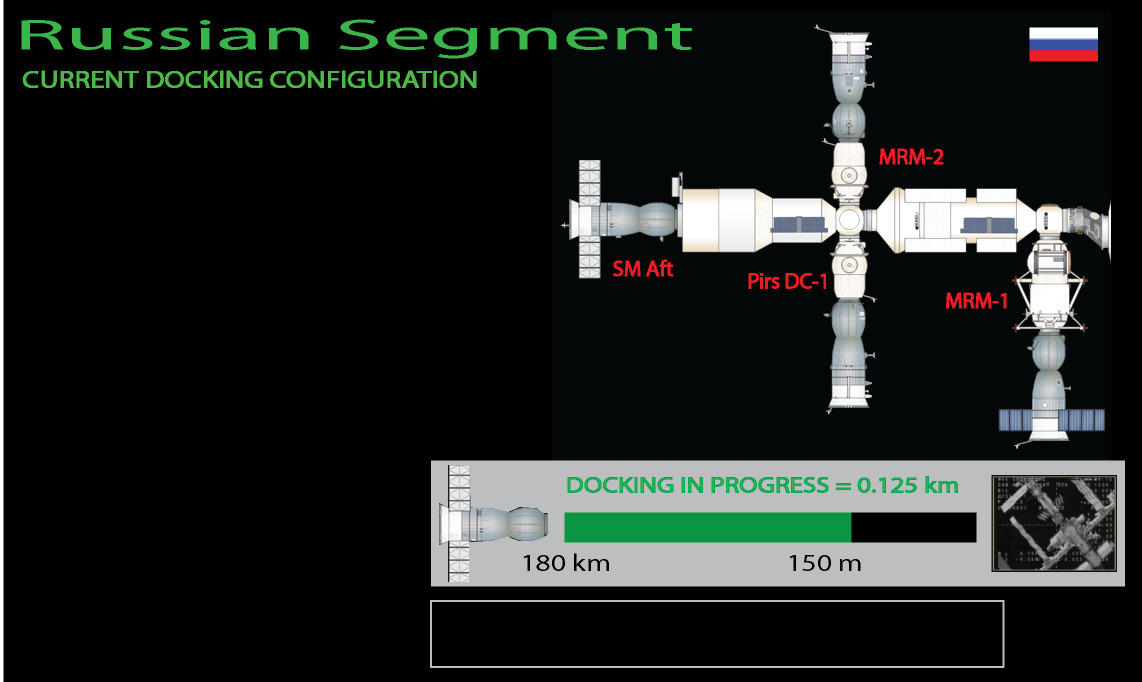 Russian Segment
CURRENT DOCKING CONFIGURATION
MRM-2
SM Aft
Pirs DC-1
MRM-1
DOCKING IN PROGRESS = 0.125 km
180 km
150 m